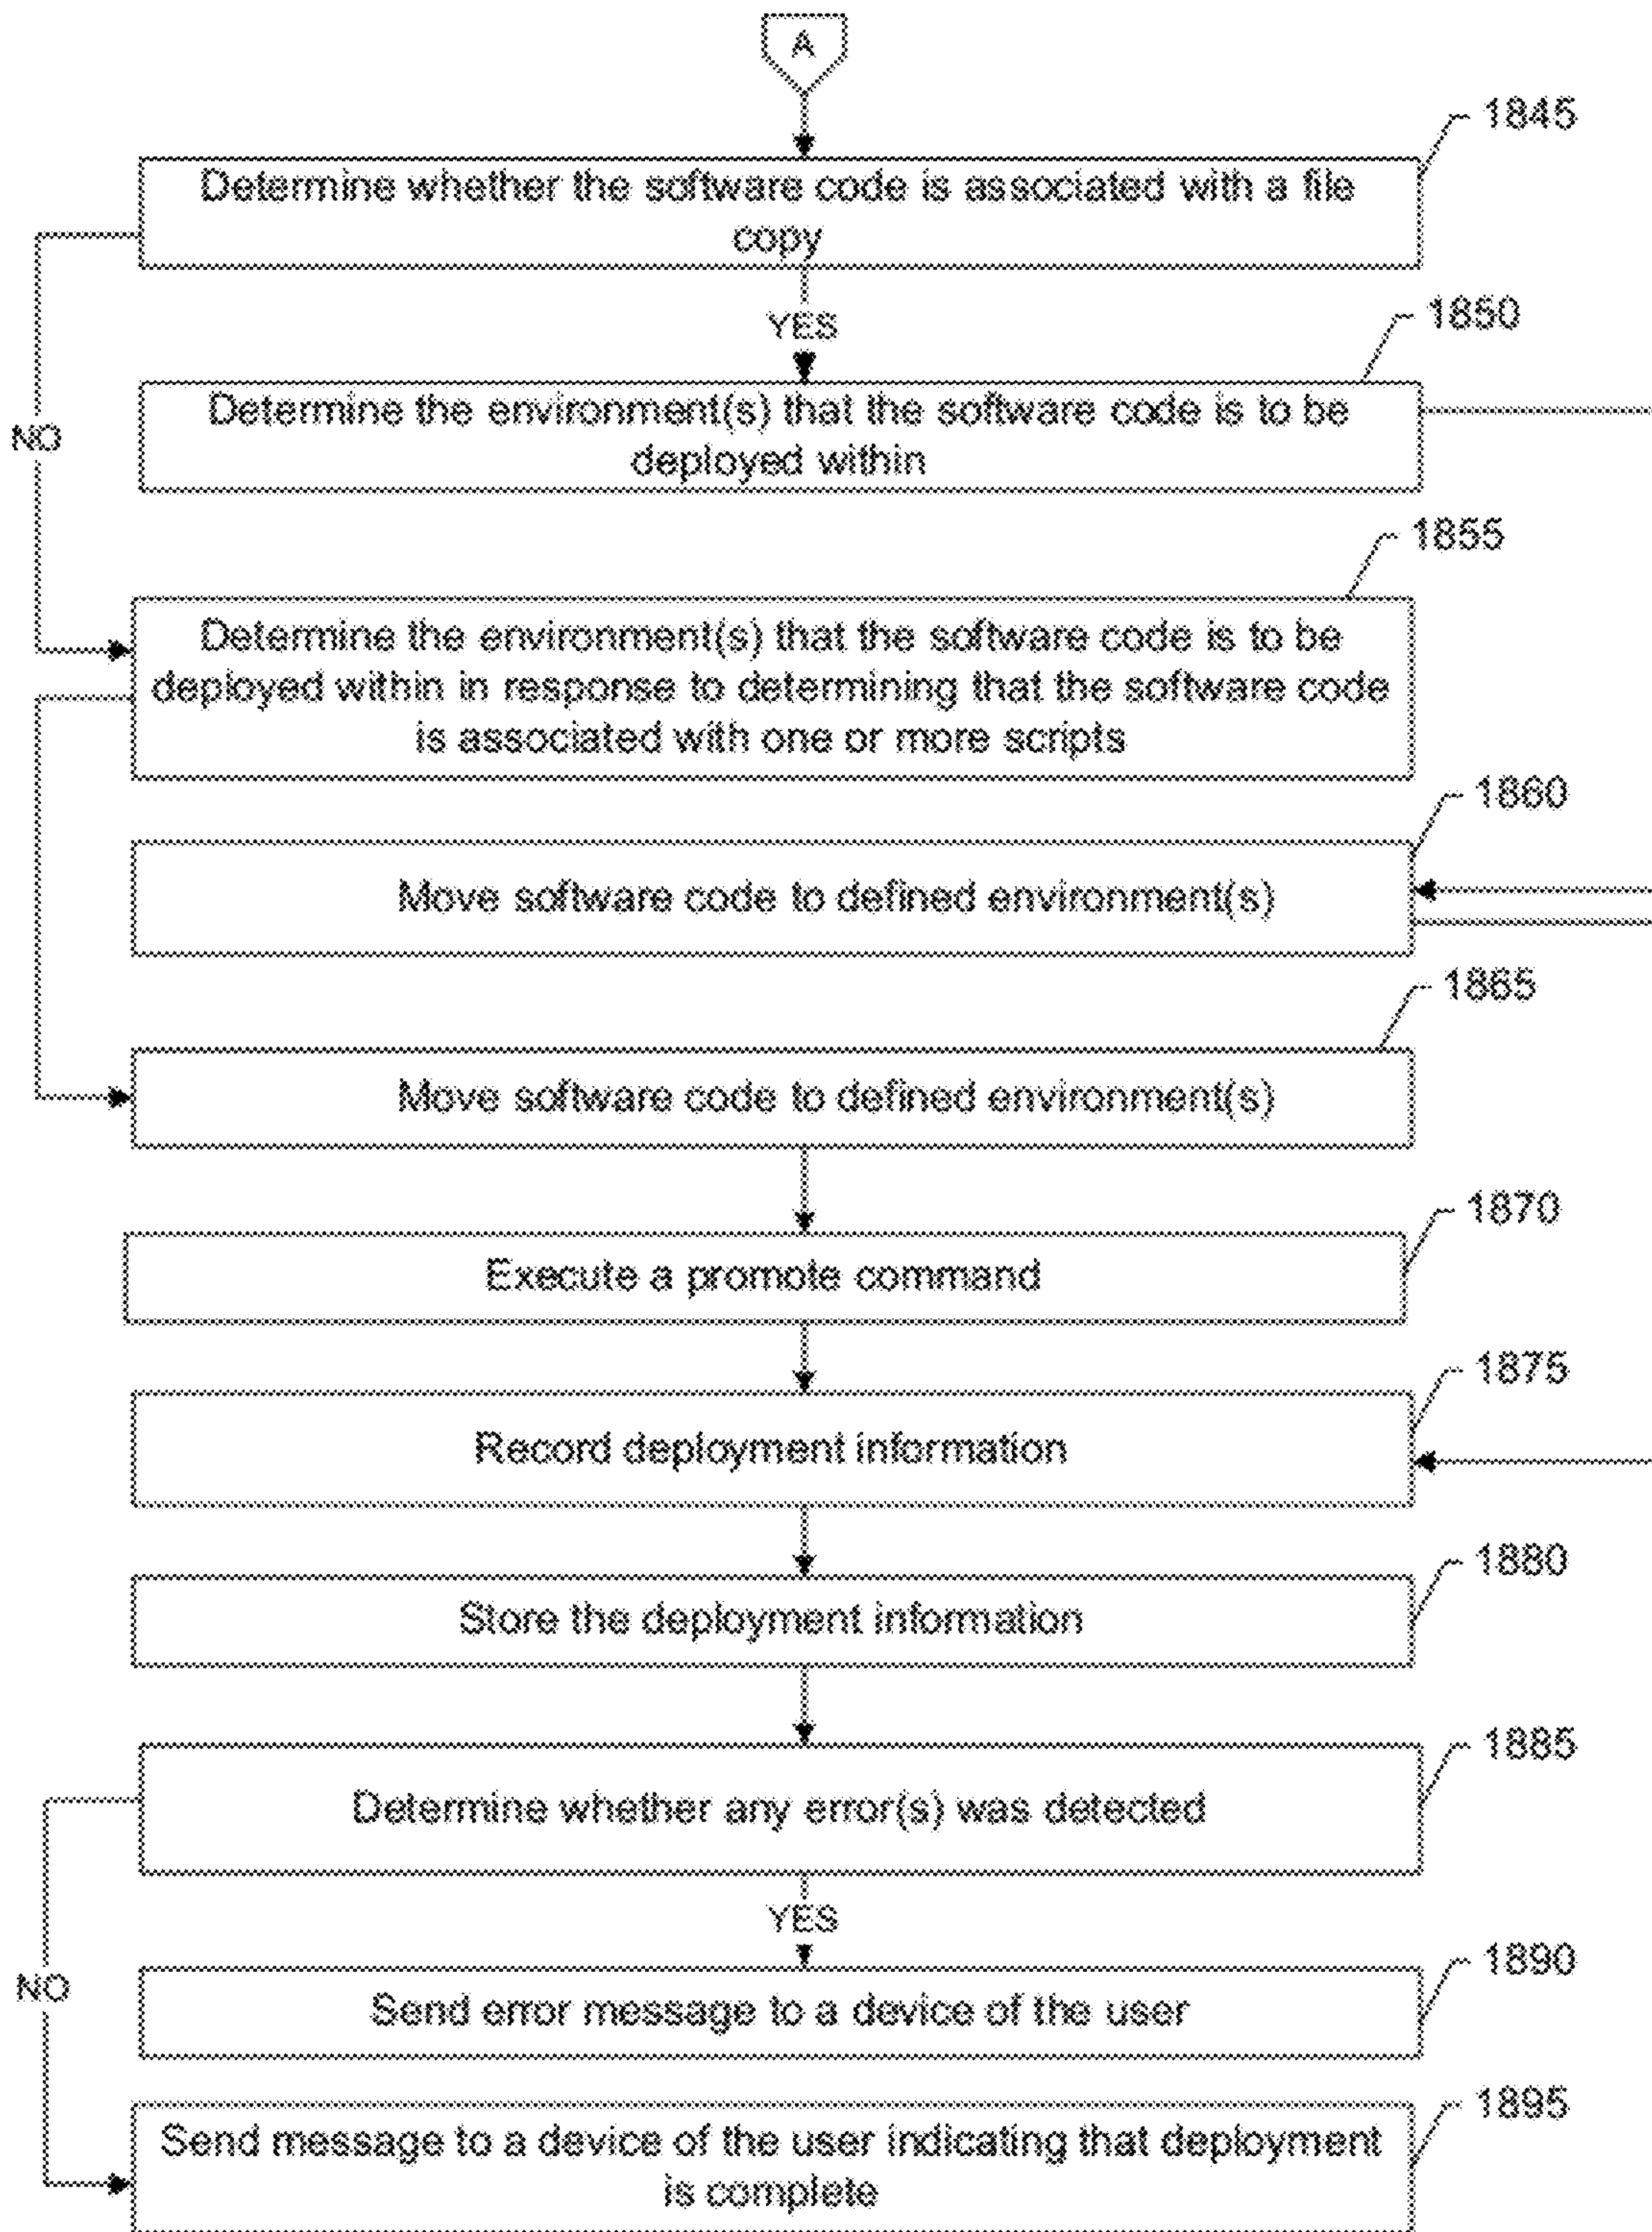 A
1845
Determine whether the software code is associated with a file
copy
YES
1850
Determine the environment(s) that the software code is to be
deployed within
NO
1855
Determine the environment(s) that the software code is to be
deployed within in response to determining that the software code
is associated with one or more scripts
1860
Move software code to defined environment(s)
1865
Move software code to defined environment(s)
1870
Execute a promote command
1875
Record deployment information
1880
Store the deployment information
1885
Determine whether any error(s) was detected
YES
1890
Send error message to a device of the user
NO
1895
Send message to a device of the user indicating that deployment
is complete